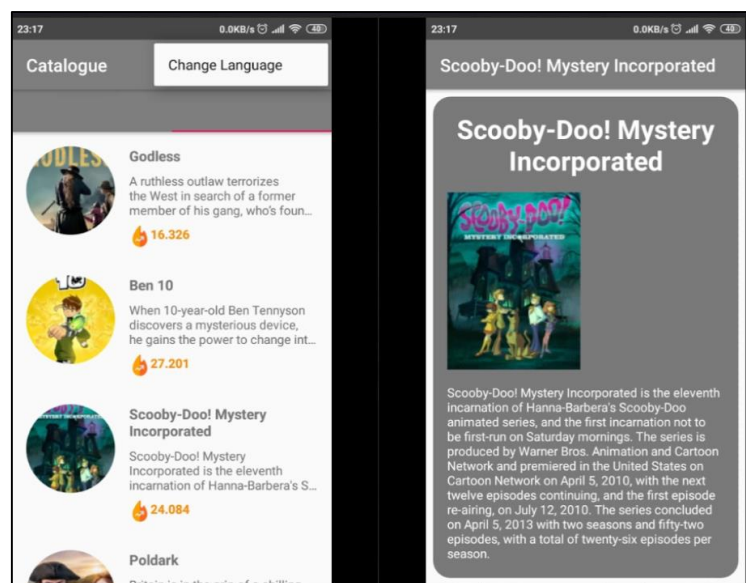 23:17
0.0KB/s
40
Catalogue
Change Language
Godless
A ruthless outlaw terrorizes
the West in search of a former
member of his gang, who's foun...
16.326
10
Ben 10
When 10-year-old Ben Tennyson
discovers a mysterious device,
he gains the power to change int...
27.201
MYSTERY INCORPORATED
Scooby-Doo! Mystery
Incorporated
Scooby-Doo! Mystery
Incorporated is the eleventh
incarnation of Hanna-Barbera's S...
24.084
Poldark
23:17
0.0KB/s
40
Scooby-Doo! Mystery Incorporated
Scooby-Doo! Mystery
Incorporated
SCOOBY-DOO!
MYSTERY INCORPORATED
Scooby-Doo! Mystery Incorporated is the eleventh
incarnation of Hanna-Barbera's Scooby-Doo
animated series, and the first incarnation not to
be first-run on Saturday mornings. The series is
produced by Warner Bros. Animation and Cartoon
Network and premiered in the United States on
Cartoon Network on April 5, 2010, with the next
twelve episodes continuing, and the first episode
re-airing, on July 12, 2010. The series concluded
on April 5, 2013 with two seasons and fifty-two
episodes, with a total of twenty-six episodes per
season.